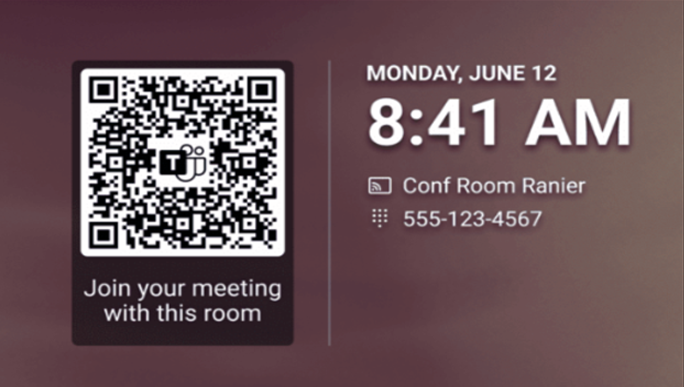 T
Join your meeting
with this room
MONDAY, JUNE 12
8:41 AM
Conf Room Ranier
555-123-4567